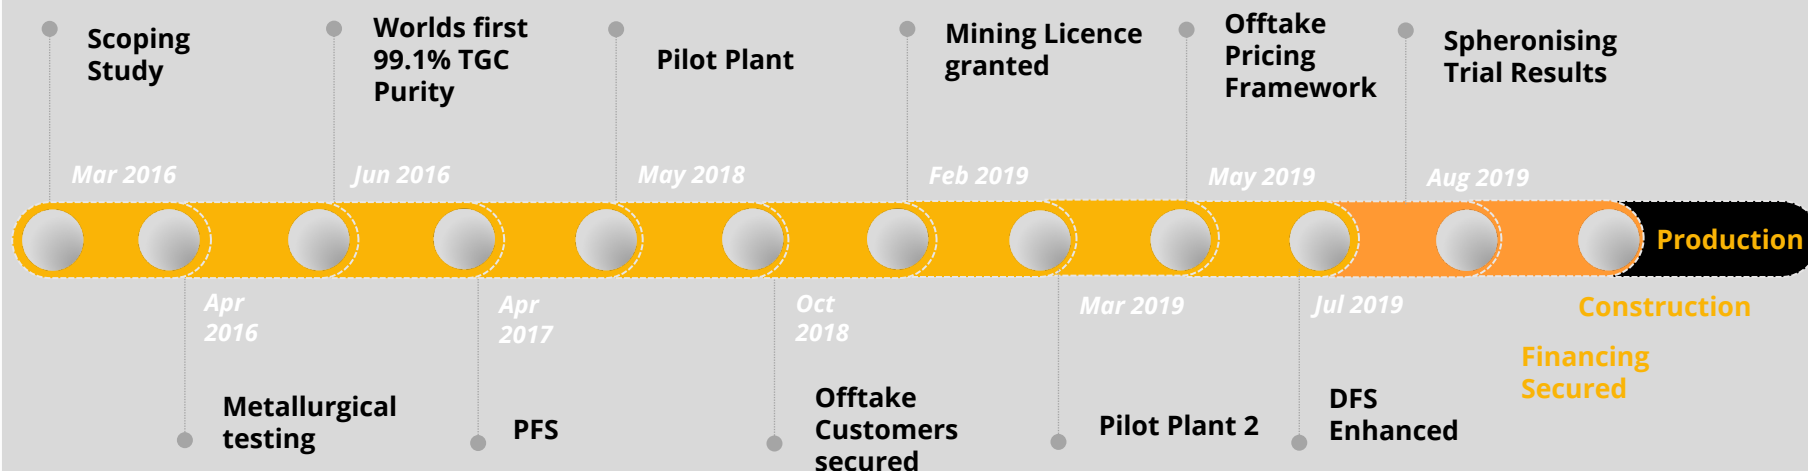 Scoping
Study
Worlds first
99.1% TGC
Purity
Pilot Plant
Mining Licence
granted
Offtake
Pricing
Framework
Spheronising
Trial Results
Mar 2016
Jun 2016
May 2018
Feb 2019
May 2019
Aug 2019
Production
Apr
2016
Apr
2017
Oct
2018
Mar 2019
Jul 2019
Construction
Financing
Secured
Metallurgical
testing
PFS
Offtake
Customers
secured
Pilot Plant 2
DFS
Enhanced